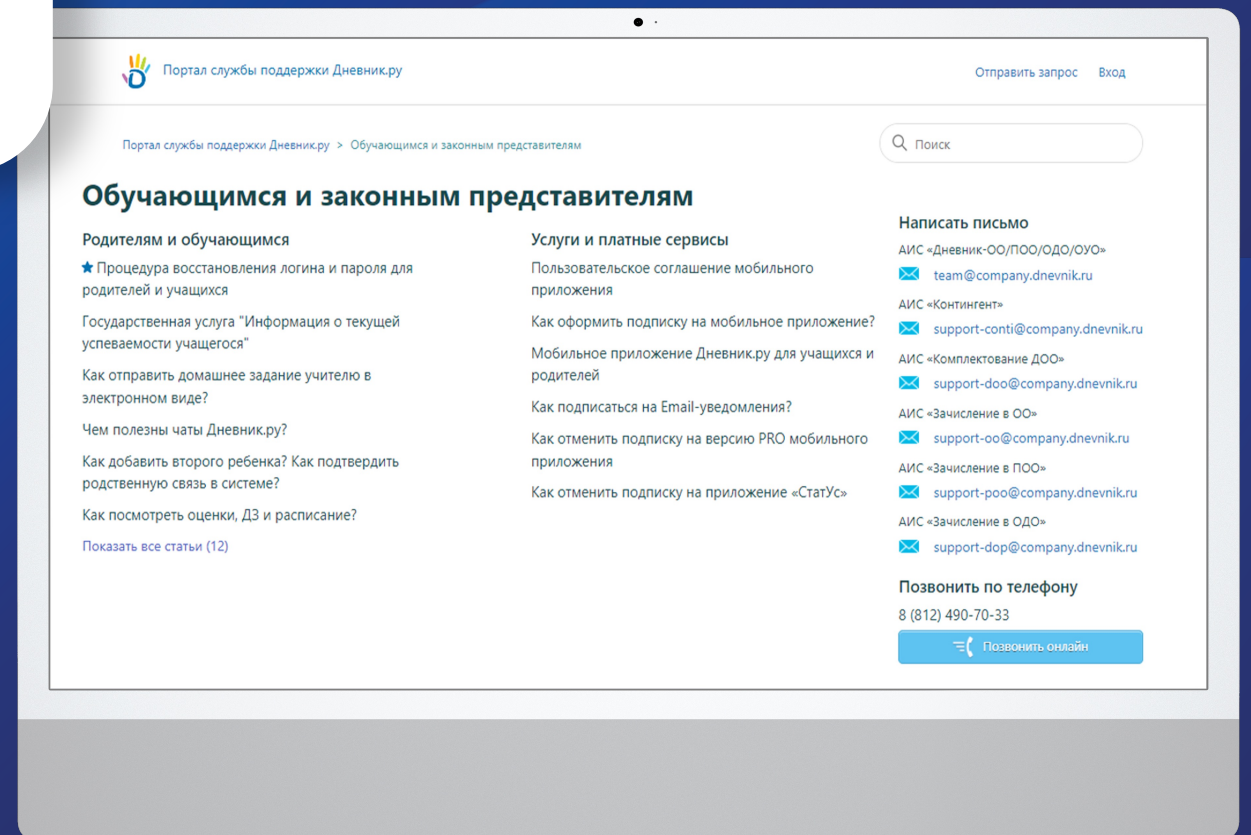 Портал службы поддержки Дневник.ру
Отправить запрос Вход
Портал службы поддержки Дневник.ру > Обучающимся и законным представителям
Поиск
Обучающимся и законным представителям
Родителям и обучающимся
Процедура восстановления логина и пароля для
родителей и учащихся
Государственная услуга "Информация о текущей
успеваемости учащегося"
Как отправить домашнее задание учителю в
электронном виде?
Чем полезны чаты Дневник.ру?
Как добавить второго ребенка? Как подтвердить
родственную связь в системе?
Как посмотреть оценки, ДЗ и расписание?
Показать все статьи (12)
Услуги и платные сервисы
Пользовательское соглашение мобильного
приложения
Как оформить подписку на мобильное приложение?
Мобильное приложение Дневник.ру для учащихся и
родителей
Как подписаться на Email-уведомления?
Как отменить подписку на версию PRO мобильного
приложения
Как отменить подписку на приложение «СтатУс»
Написать письмо
АИС «Дневник-ОО/ПОО/ОДО/ОУО»
team@company.dnevnik.ru
АИС «Контингент»
support-conti@company.dnevnik.ru
АИС «Комплектование ДОО»
support-doo@company.dnevnik.ru
АИС «Зачисление в ОО»
support-oo@company.dnevnik.ru
АИС «Зачисление в ПОО»
support-poo@company.dnevnik.ru
АИС «Зачисление в ОДО»
support-dop@company.dnevnik.ru
Позвонить по телефону
8 (812) 490-70-33
Позвонить онлайн